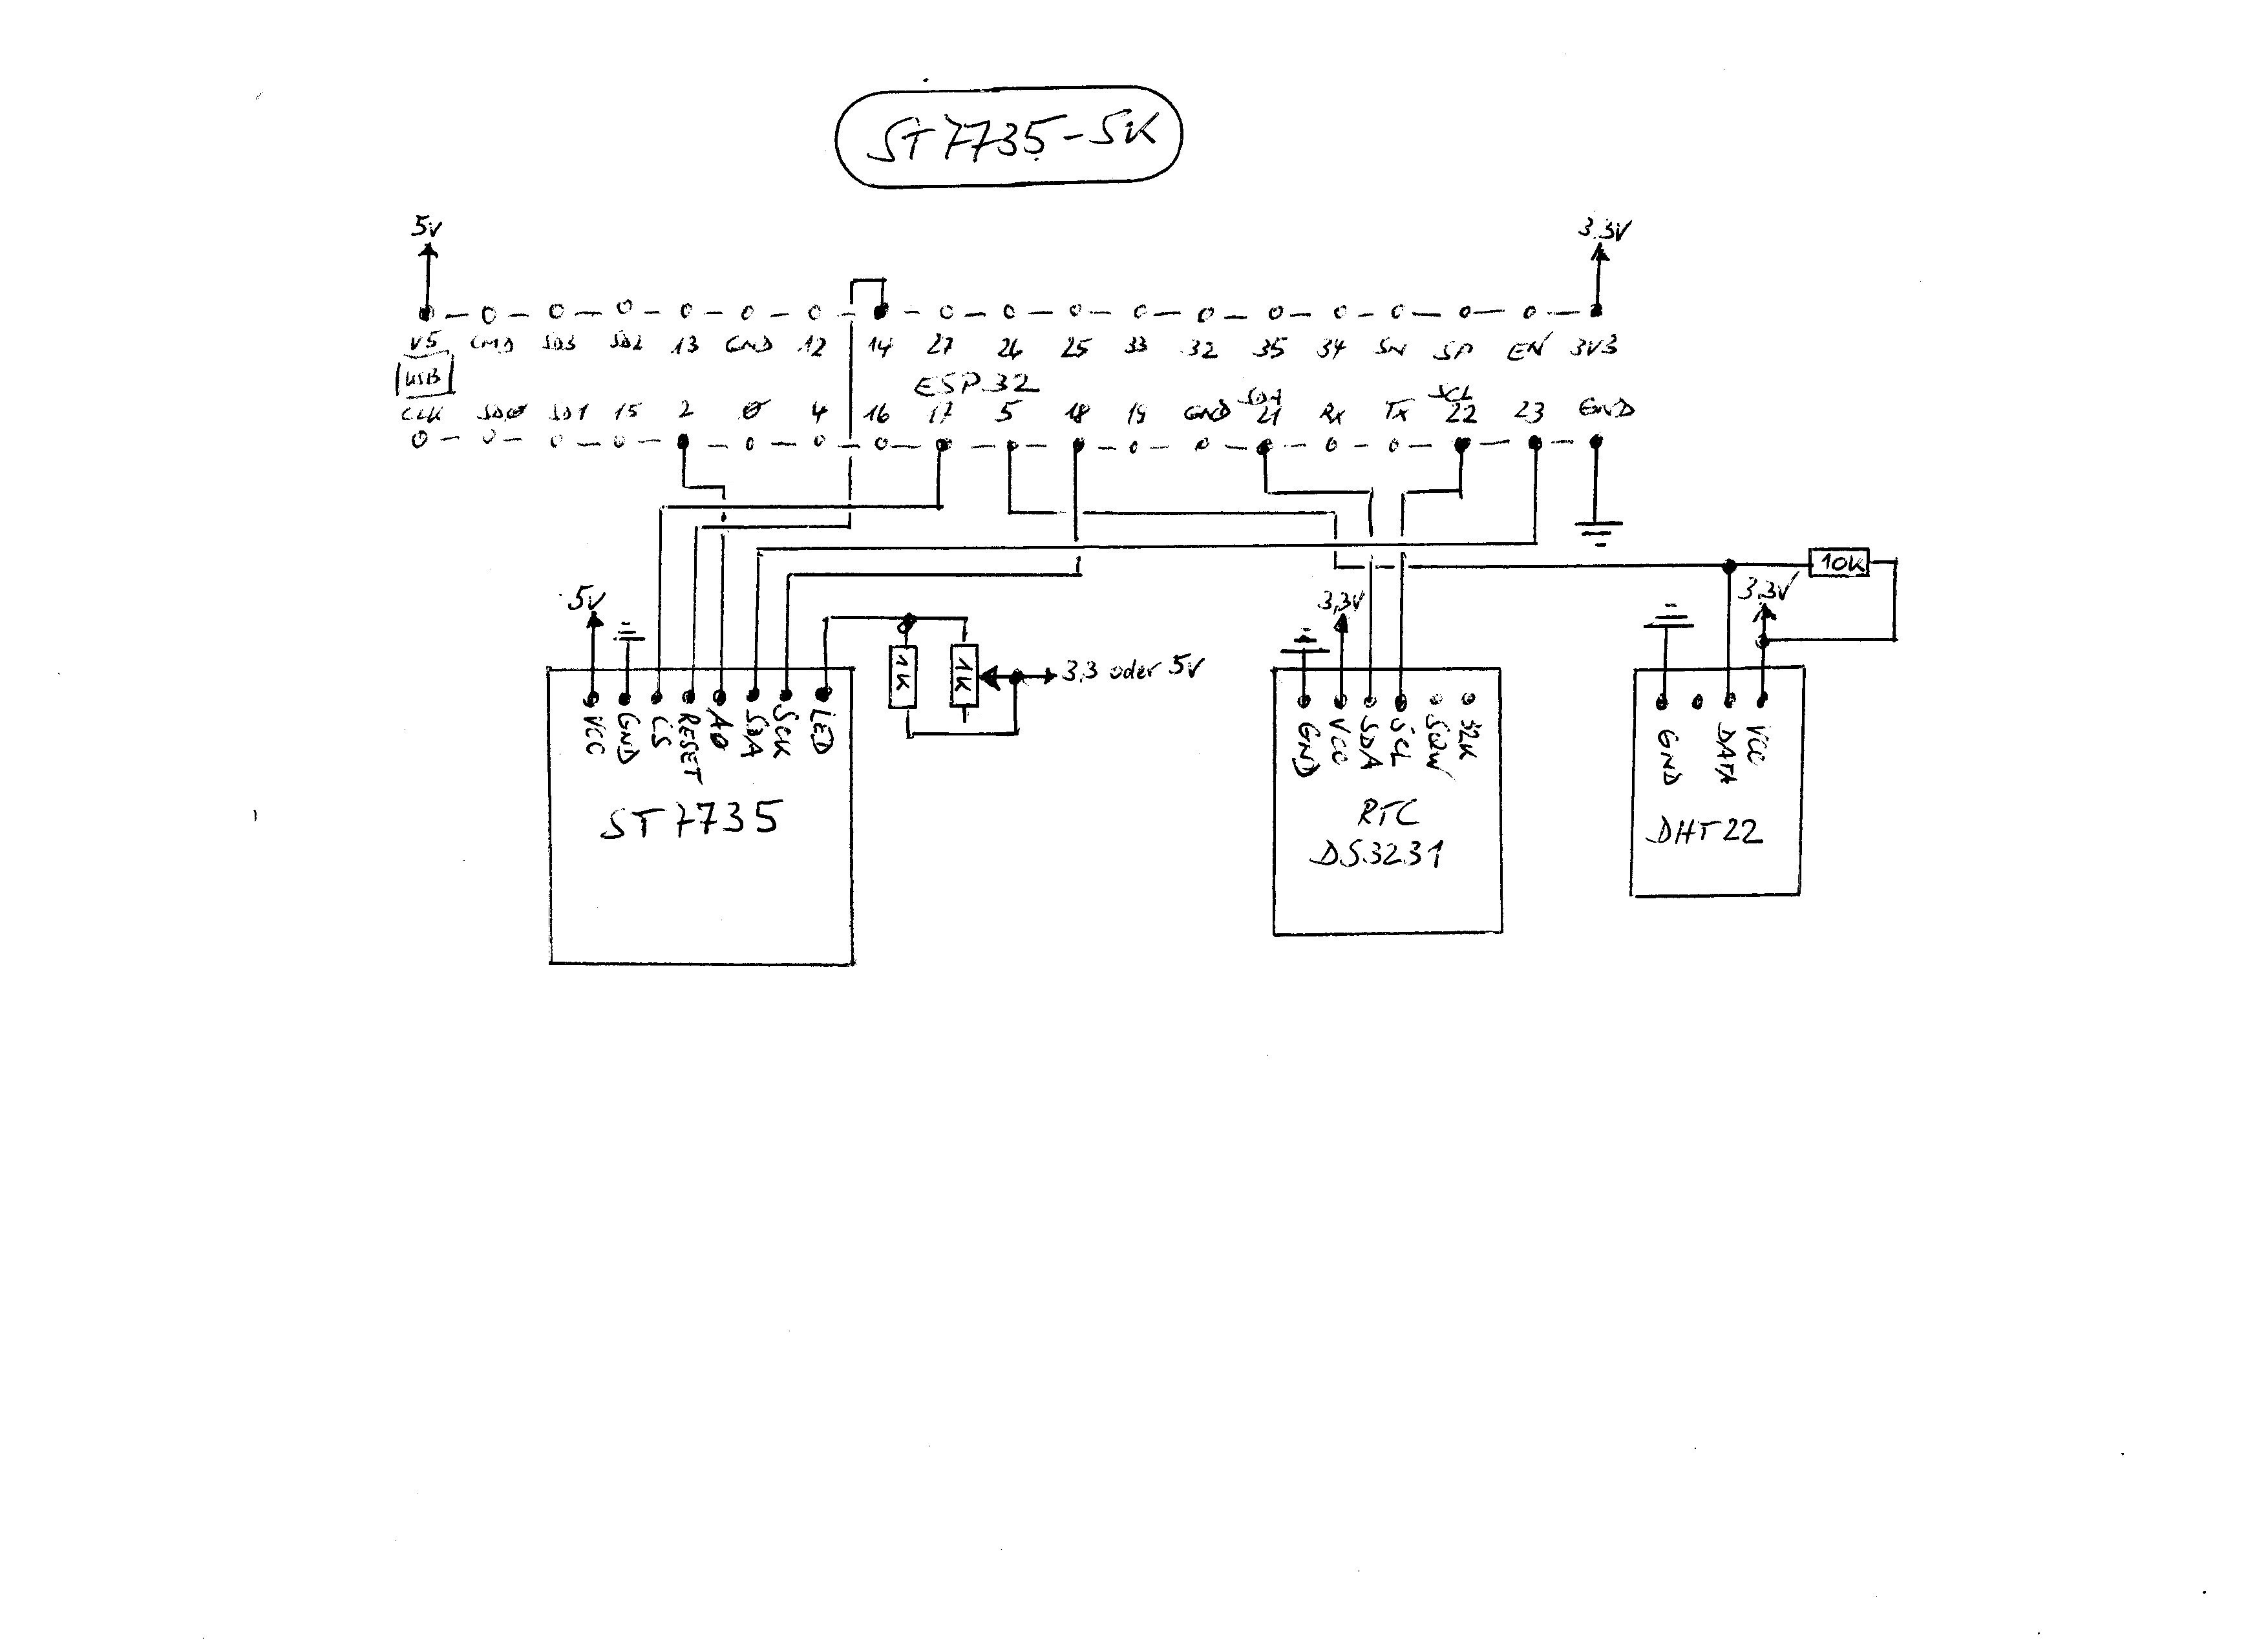 ST7735-SK
5V
3.3V
V5 CMD SD3 SD2 13 GND 12 14 27 26 25 33 32 35 34 SN SP EN 3V3
USB
ESP32
SDA SCL
CLK SD0 SD1 15 2 0 4 16 17 5 18 19 GND 21 RX TX 22 23 GND
10K
5V
3,3V
3,3V
1K
1K
3,3 oder 5V
VCC GND CS RESET A0 SDA SCK LED
GND VCC SDA SCL SQW 32K
GND DATA VCC
ST7735
RTC
DS3231
DHT22